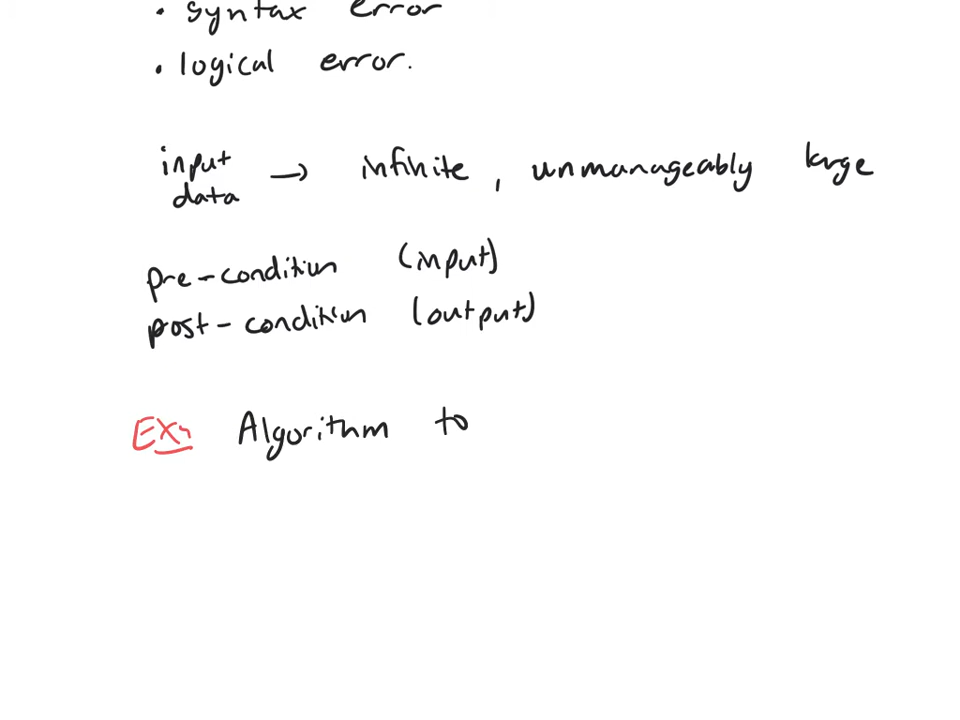 • syntax error
• logical error.
input data → infinite, unmanageably large
pre-condition (input)
post-condition (output)
Ex: Algorithm to